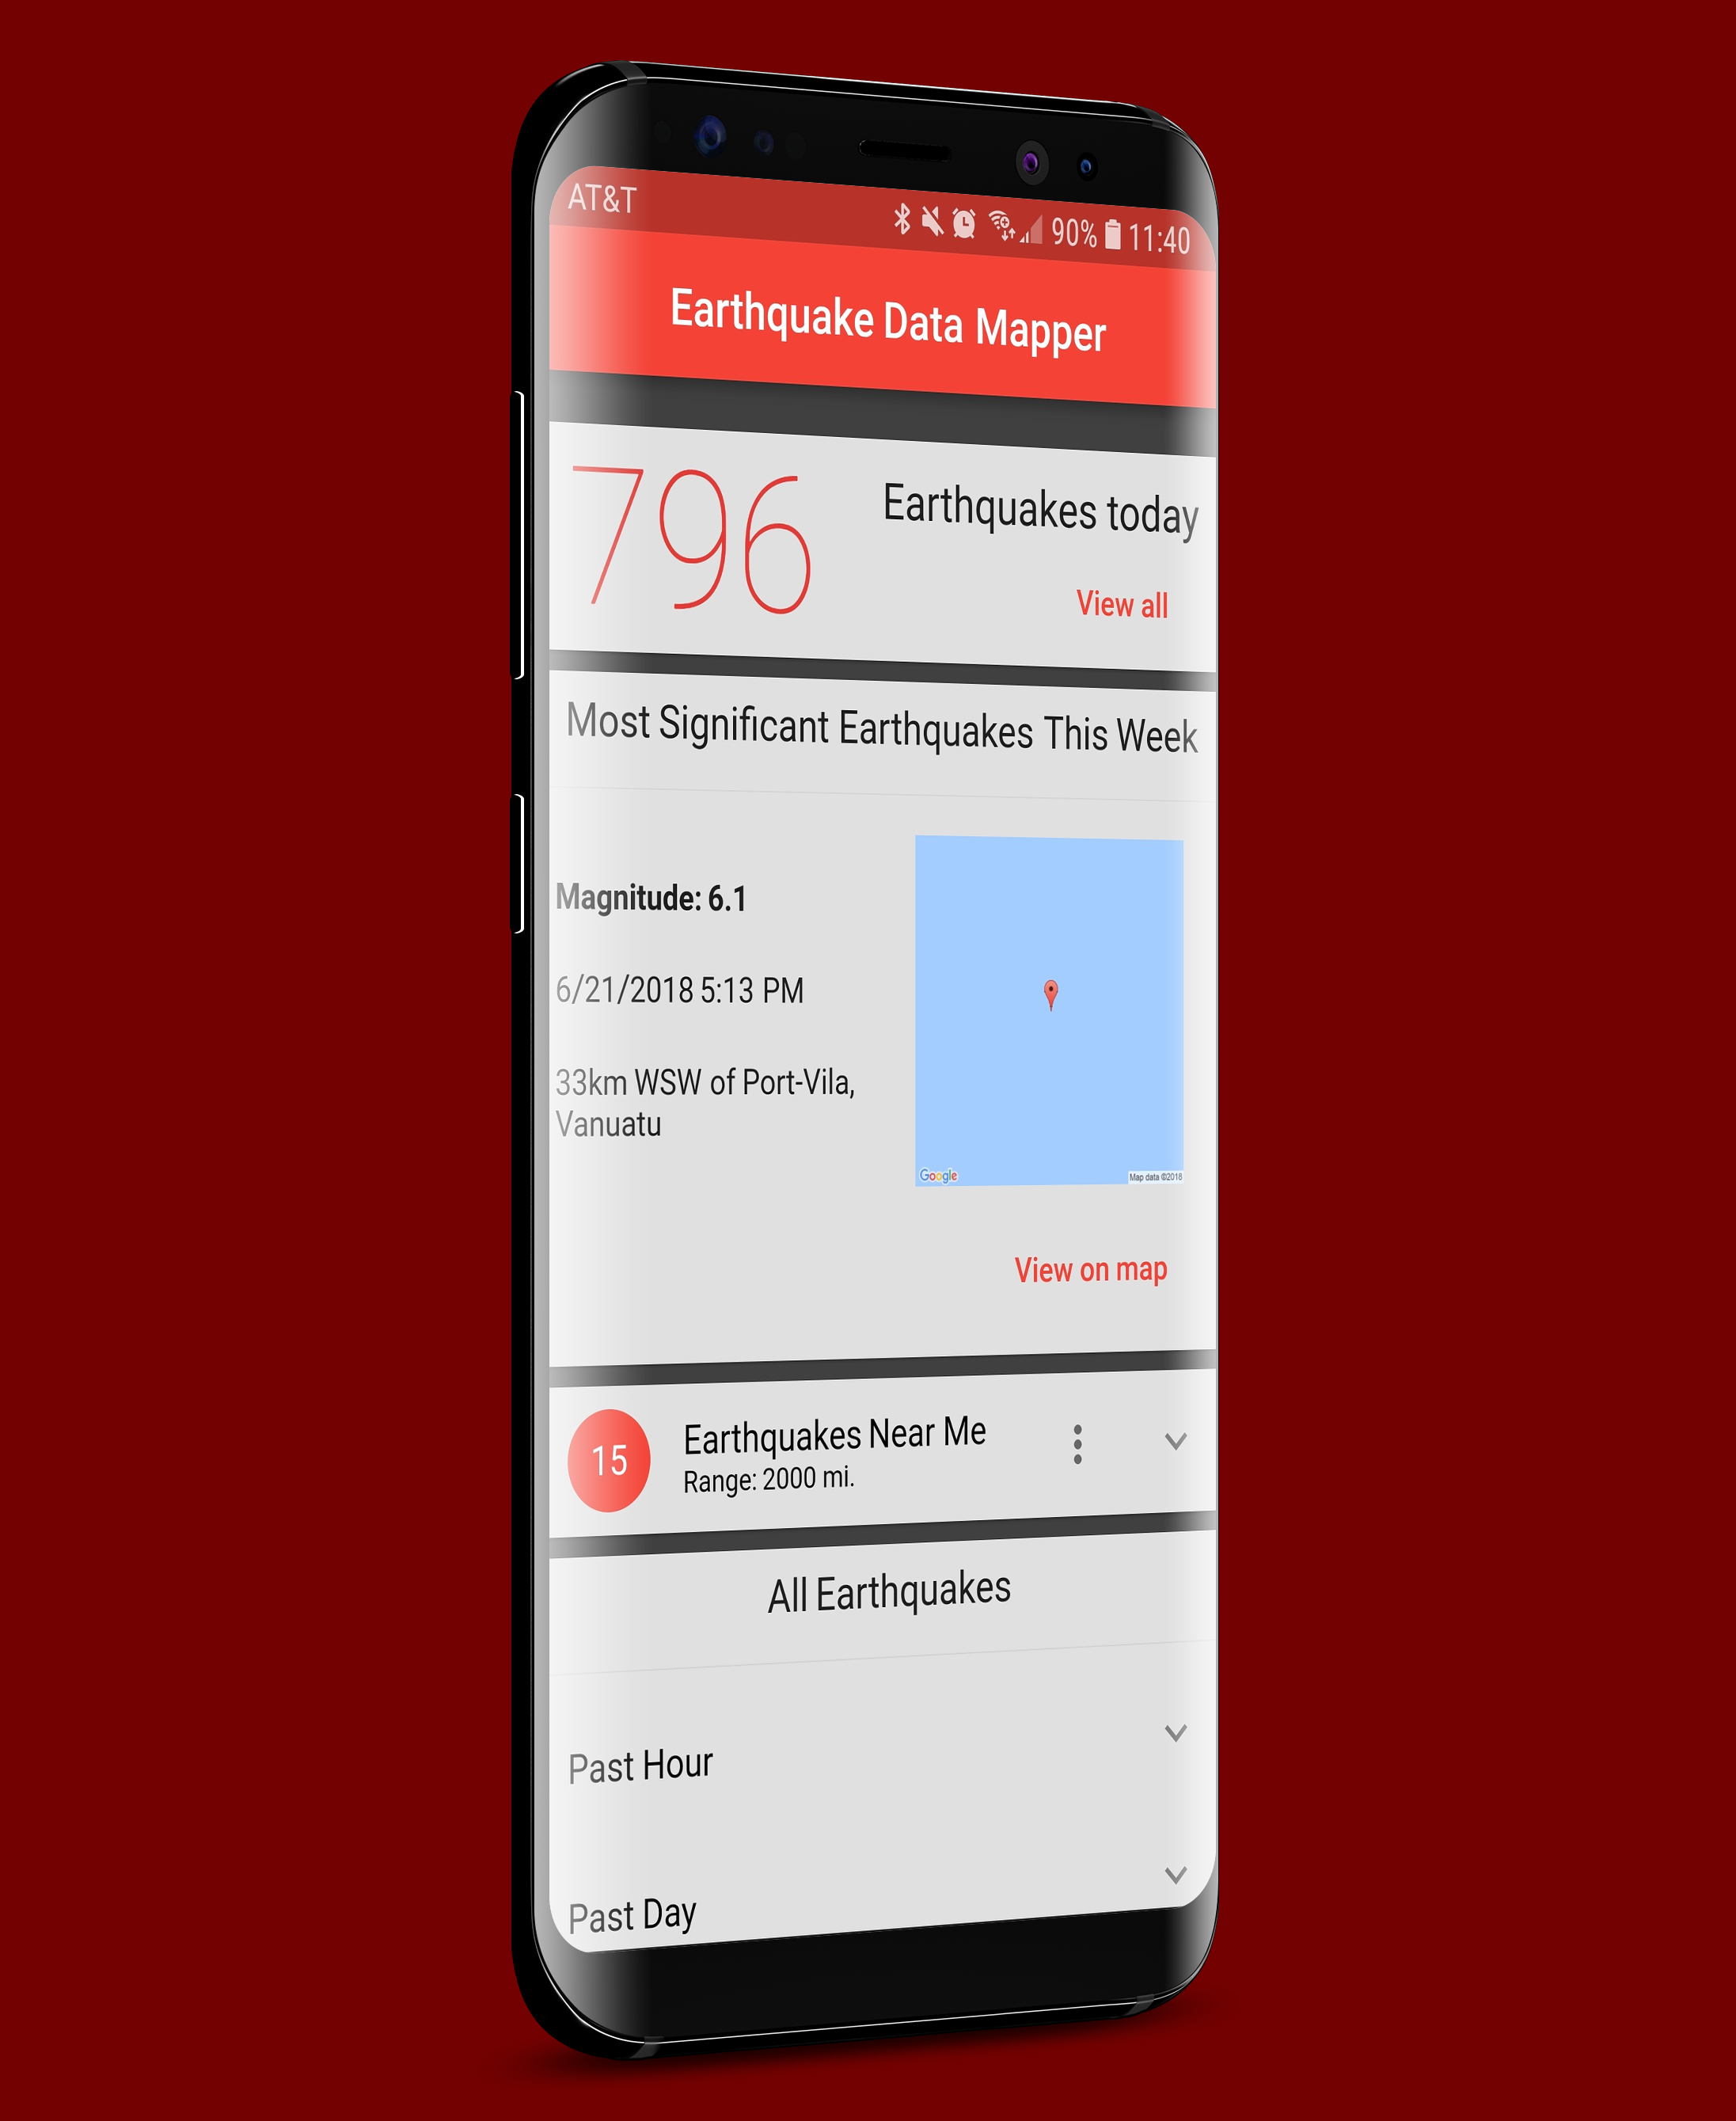 AT&T 90% 11:40
Earthquake Data Mapper
796
Earthquakes today
View all
Most Significant Earthquakes This Week
Magnitude: 6.1
6/21/2018 5:13 PM
33km WSW of Port-Vila,
Vanuatu
Google Map data ©2018
View on map
15
Earthquakes Near Me
Range: 2000 mi.
All Earthquakes
Past Hour
Past Day